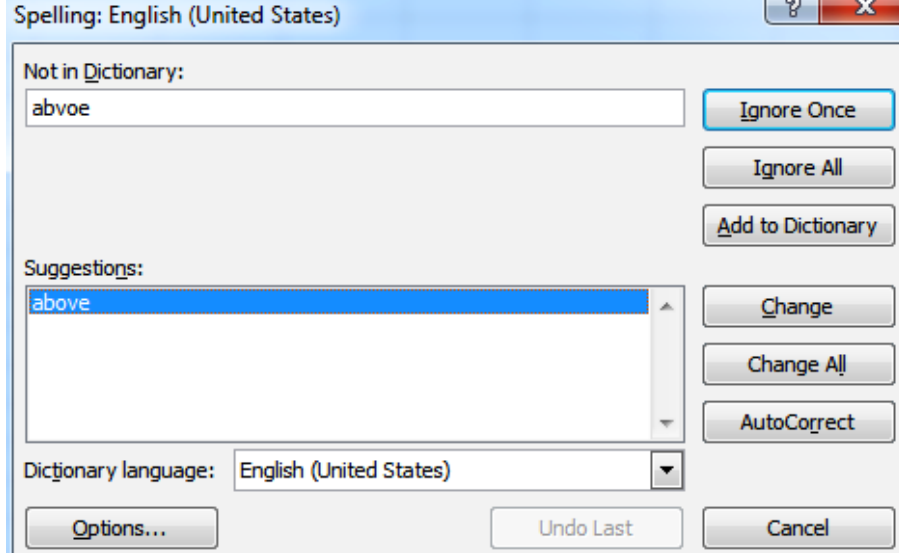 Spelling: English (United States)
Not in Dictionary:
abvoe
Ignore Once
Ignore All
Add to Dictionary
Suggestions:
above
Change
Change All
AutoCorrect
Dictionary language: English (United States)
Options... Undo Last Cancel